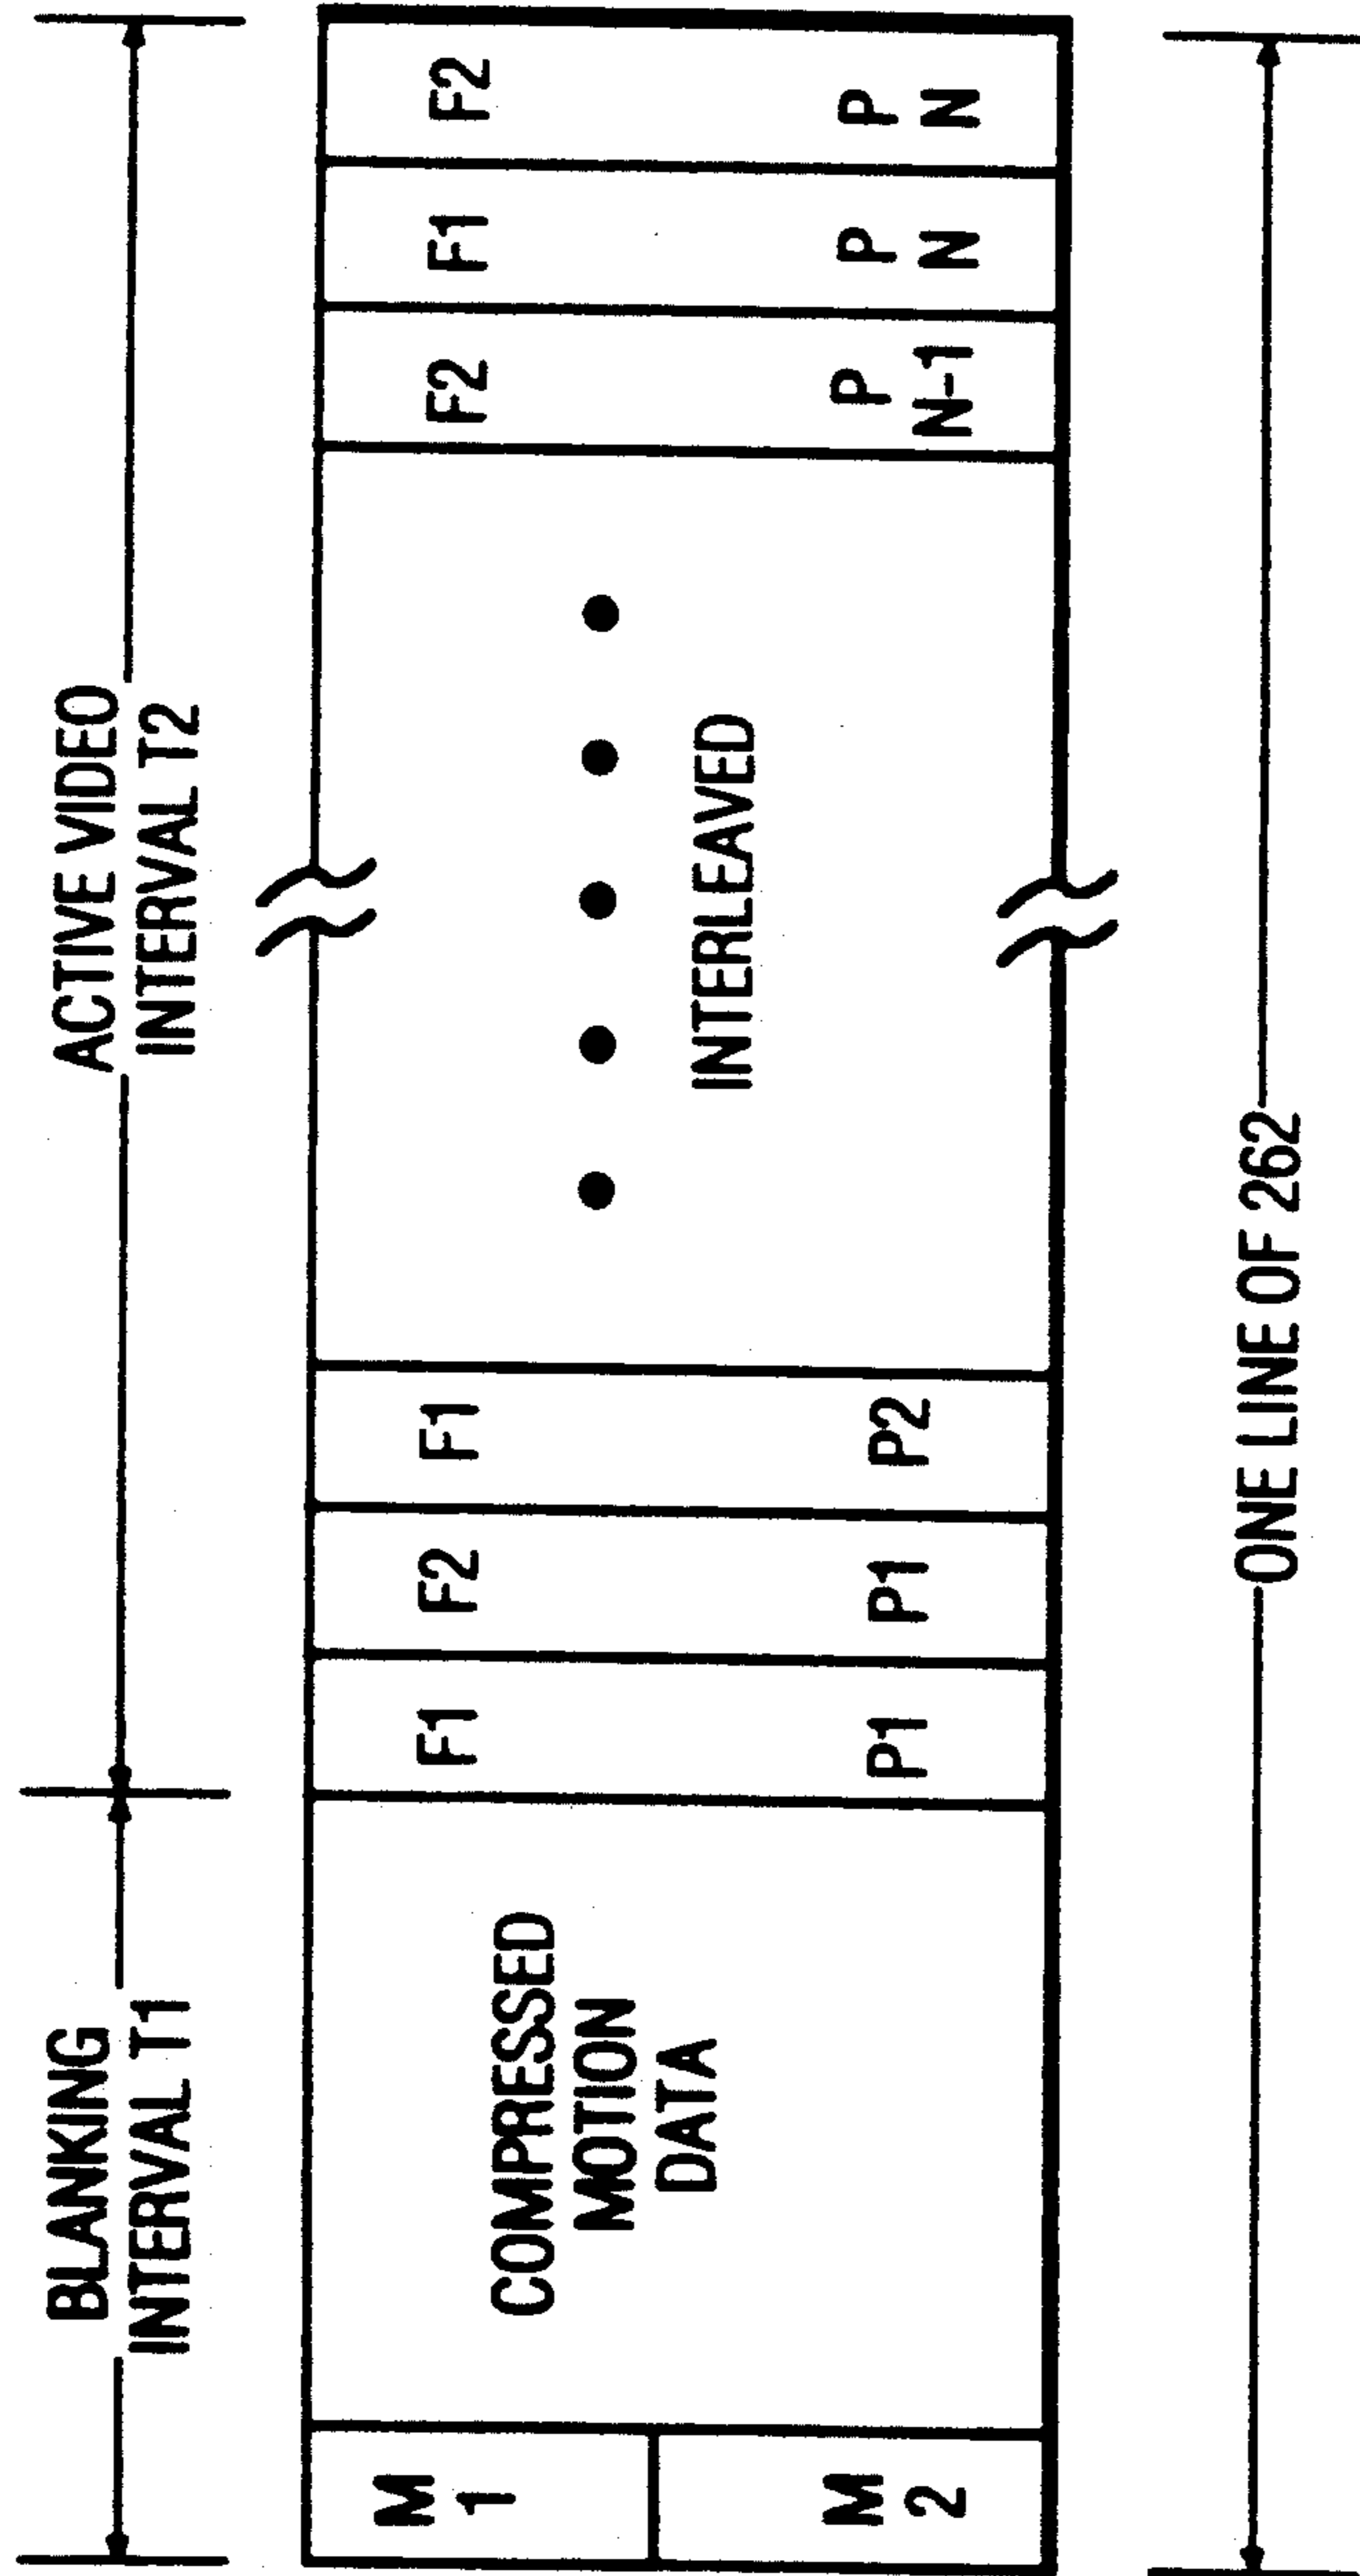 BLANKING
INTERVAL T1
ACTIVE VIDEO
INTERVAL T2
M
1
M
2
COMPRESSED
MOTION
DATA
F1
P1
F2
P1
F1
P2
INTERLEAVED
F2
P
N-1
F1
P
N
F2
P
N
ONE LINE OF 262